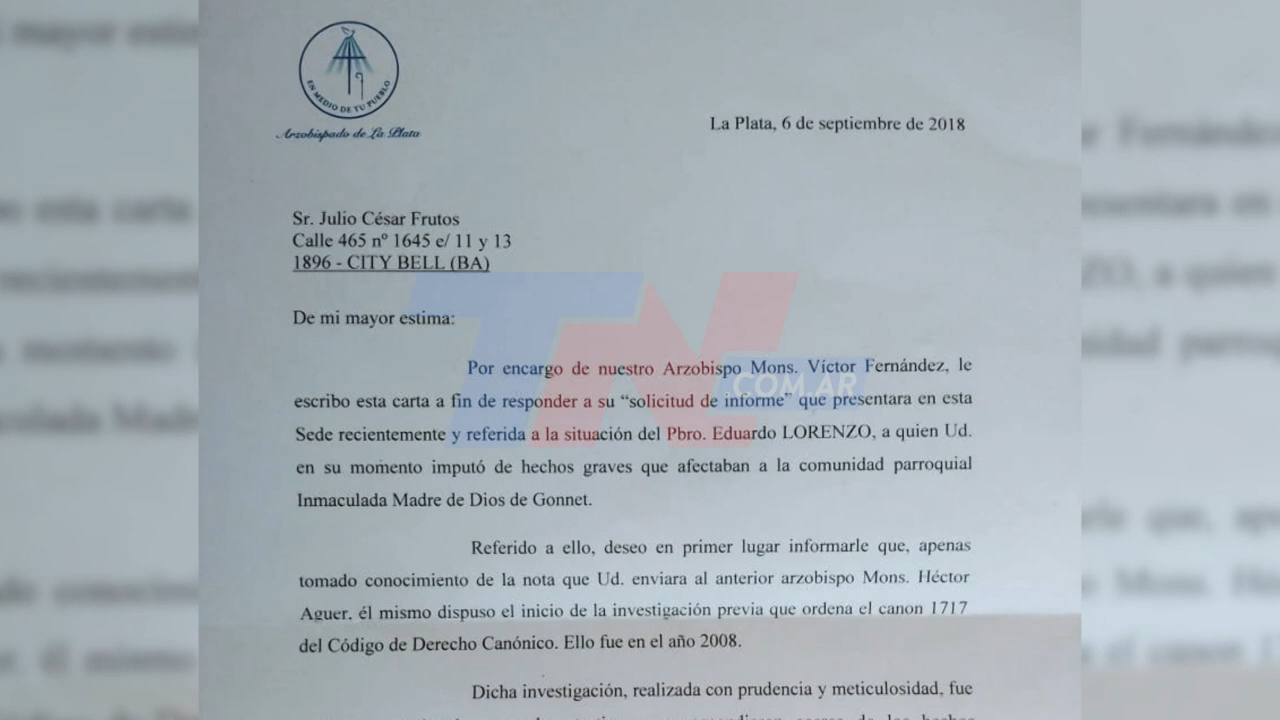 EN MEDIO DE TU PUEBLO
Arzobispado de La Plata
La Plata, 6 de septiembre de 2018
Sr. Julio César Frutos
Calle 465 nº 1645 e/ 11 y 13
1896 - CITY BELL (BA)
De mi mayor estima:
Por encargo de nuestro Arzobispo Mons. Víctor Fernández, le
escribo esta carta a fin de responder a su “solicitud de informe” que presentara en esta
Sede recientemente y referida a la situación del Pbro. Eduardo LORENZO, a quien Ud.
en su momento imputó de hechos graves que afectaban a la comunidad parroquial
Inmaculada Madre de Dios de Gonnet.
Referido a ello, deseo en primer lugar informarle que, apenas
tomado conocimiento de la nota que Ud. enviara al anterior arzobispo Mons. Héctor
Aguer, él mismo dispuso el inicio de la investigación previa que ordena el canon 1717
del Código de Derecho Canónico. Ello fue en el año 2008.
Dicha investigación, realizada con prudencia y meticulosidad, fue
TN
.COM.AR